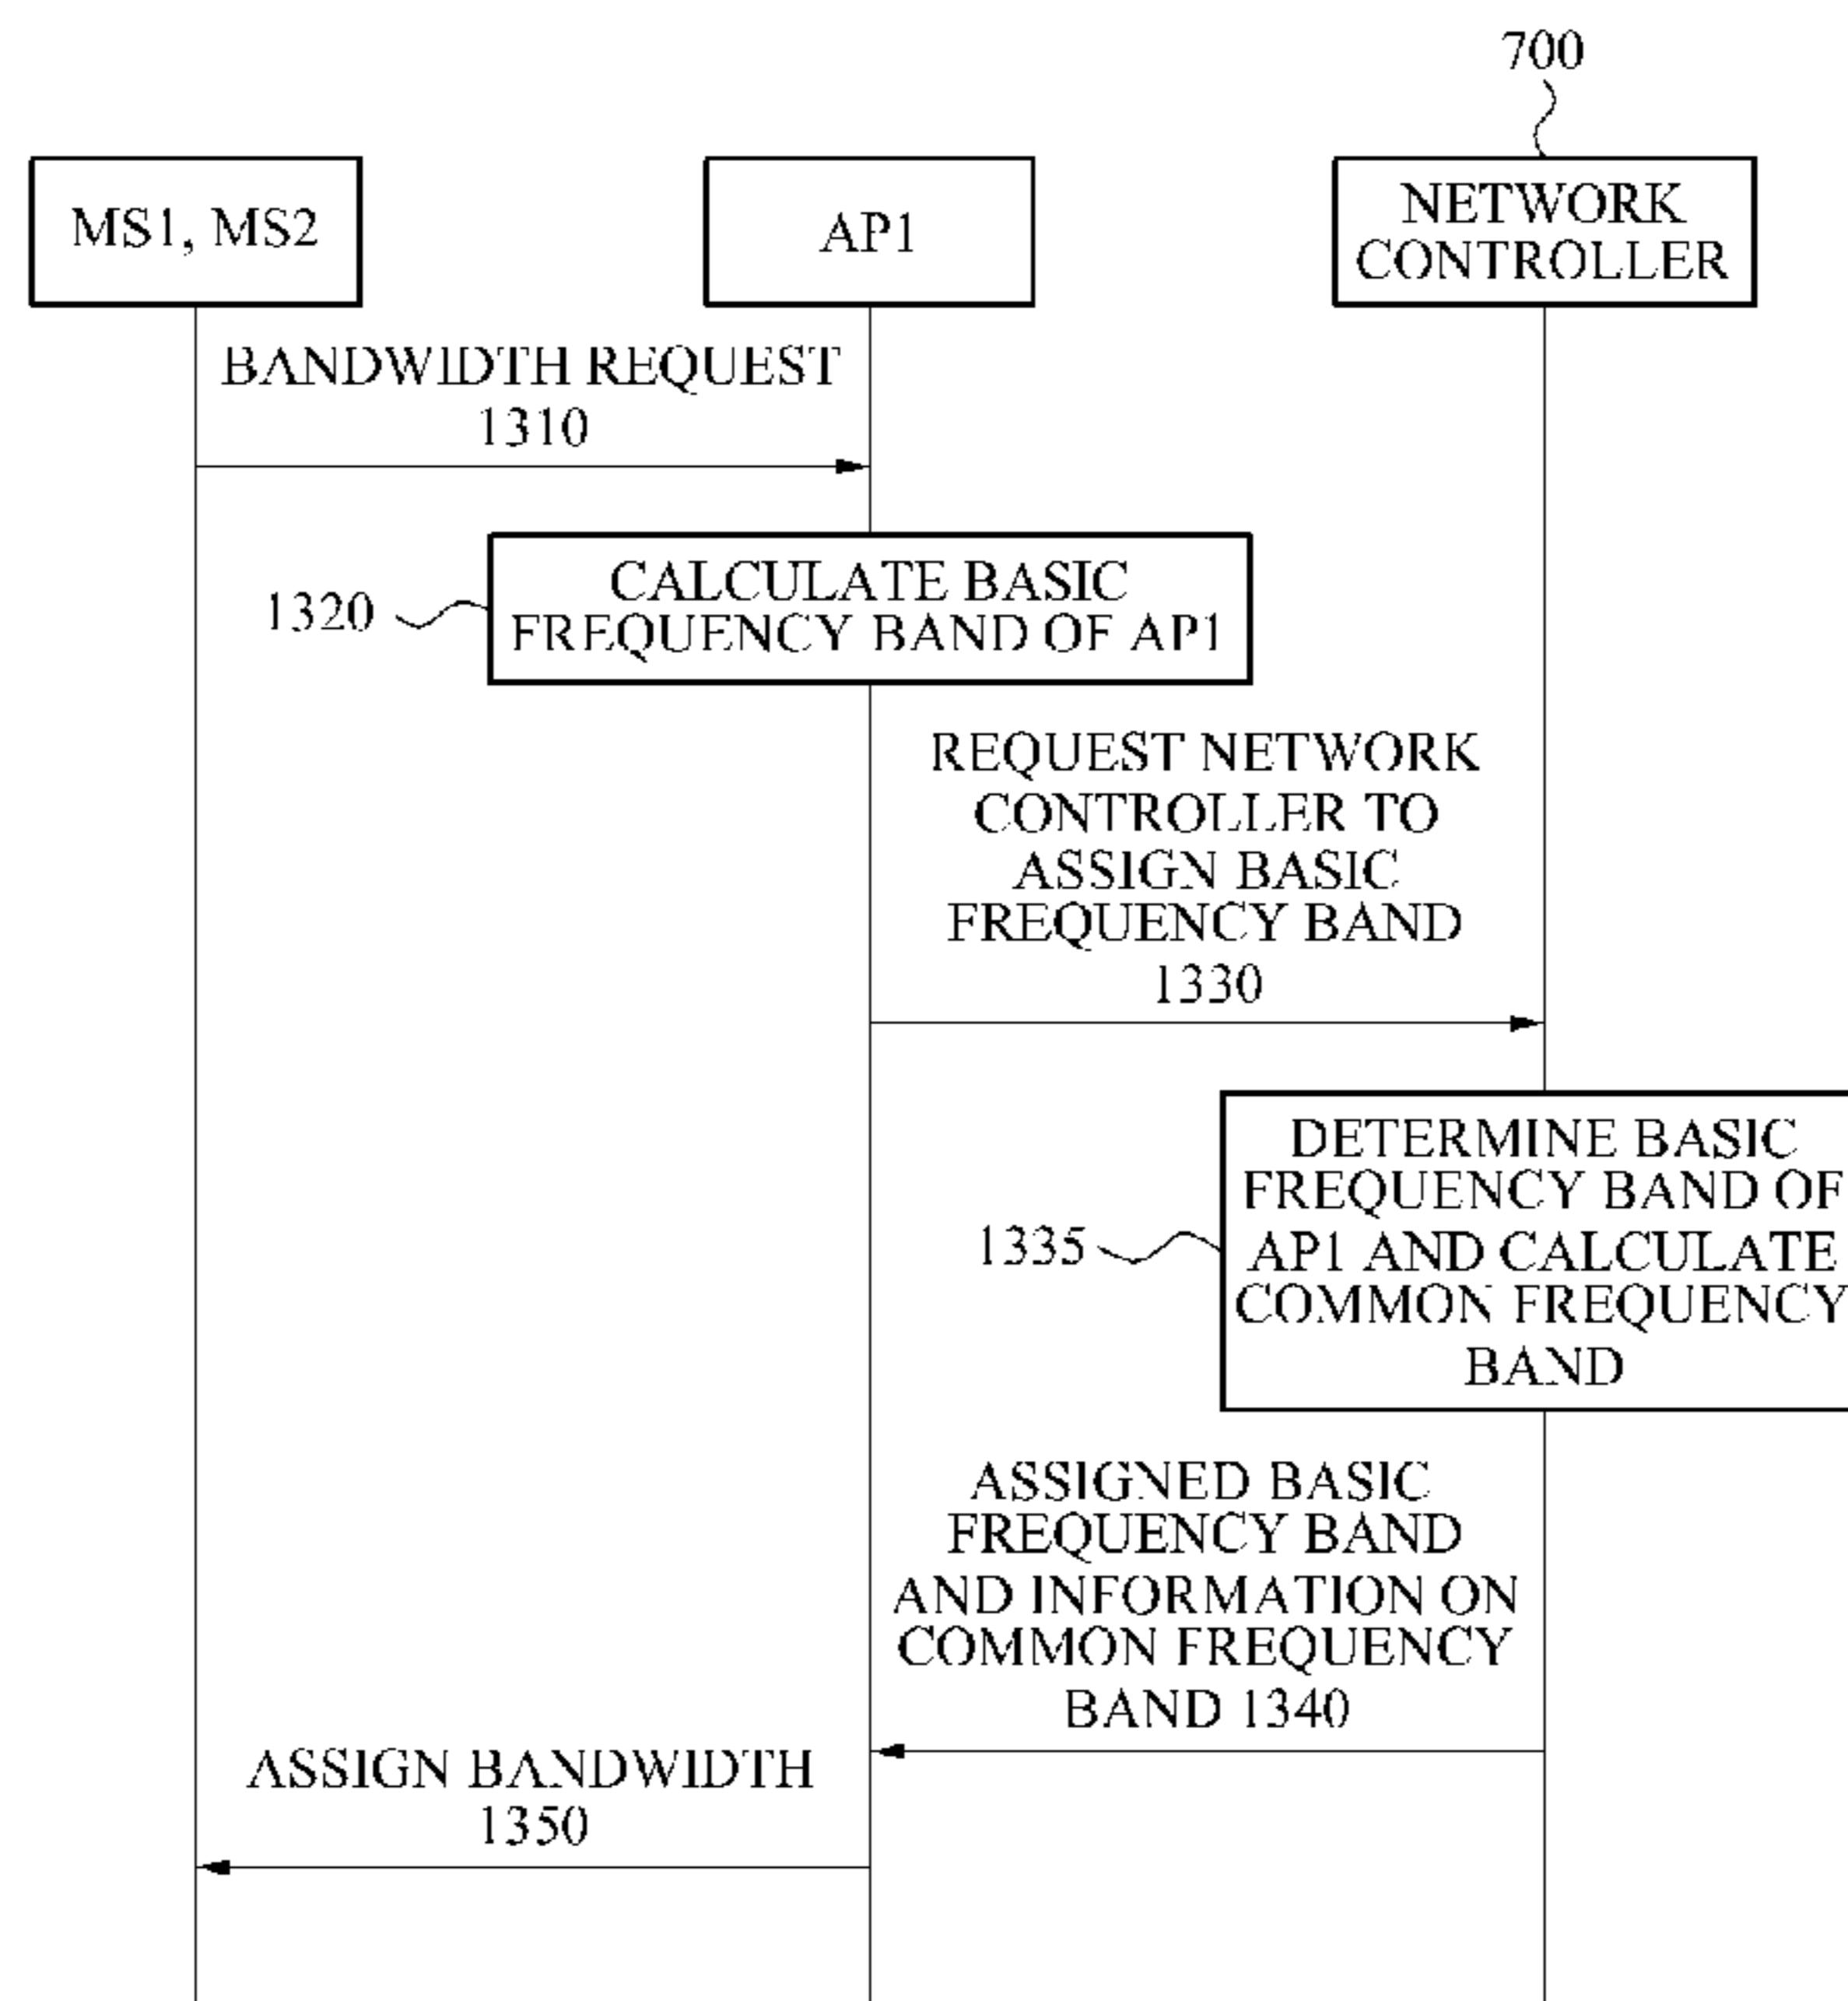 700
MS1, MS2
AP1
NETWORK
CONTROLLER
BANDWIDTH REQUEST
1310
1320
CALCULATE BASIC
FREQUENCY BAND OF AP1
REQUEST NETWORK
CONTROLLER TO
ASSIGN BASIC
FREQUENCY BAND
1330
1335
DETERMINE BASIC
FREQUENCY BAND OF
AP1 AND CALCULATE
COMMON FREQUENCY
BAND
ASSIGNED BASIC
FREQUENCY BAND
AND INFORMATION ON
COMMON FREQUENCY
BAND 1340
ASSIGN BANDWIDTH
1350